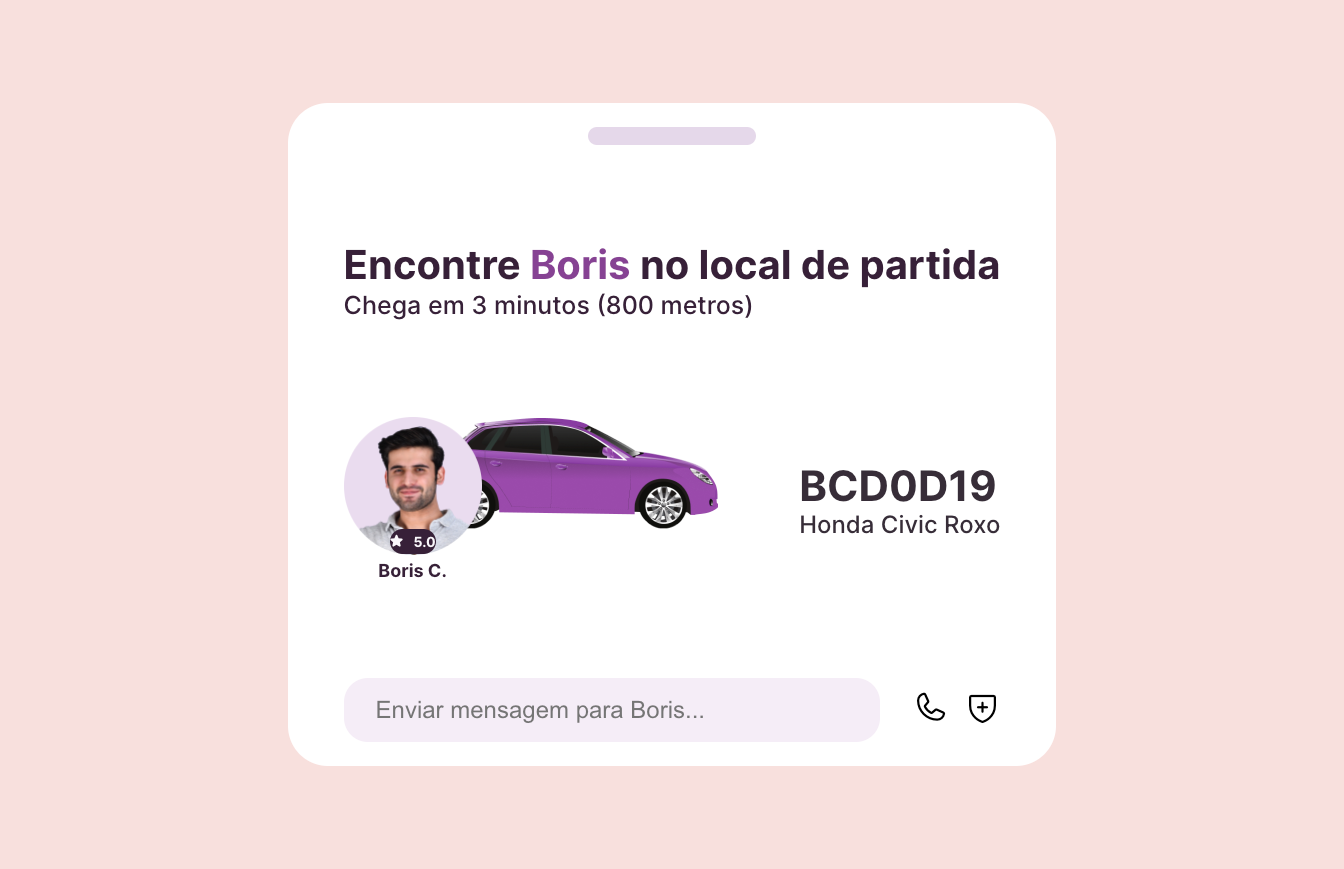 Encontre Boris no local de partida
Chega em 3 minutos (800 metros)
BCD0D19
Honda Civic Roxo
5.0
Boris C.
Enviar mensagem para Boris...